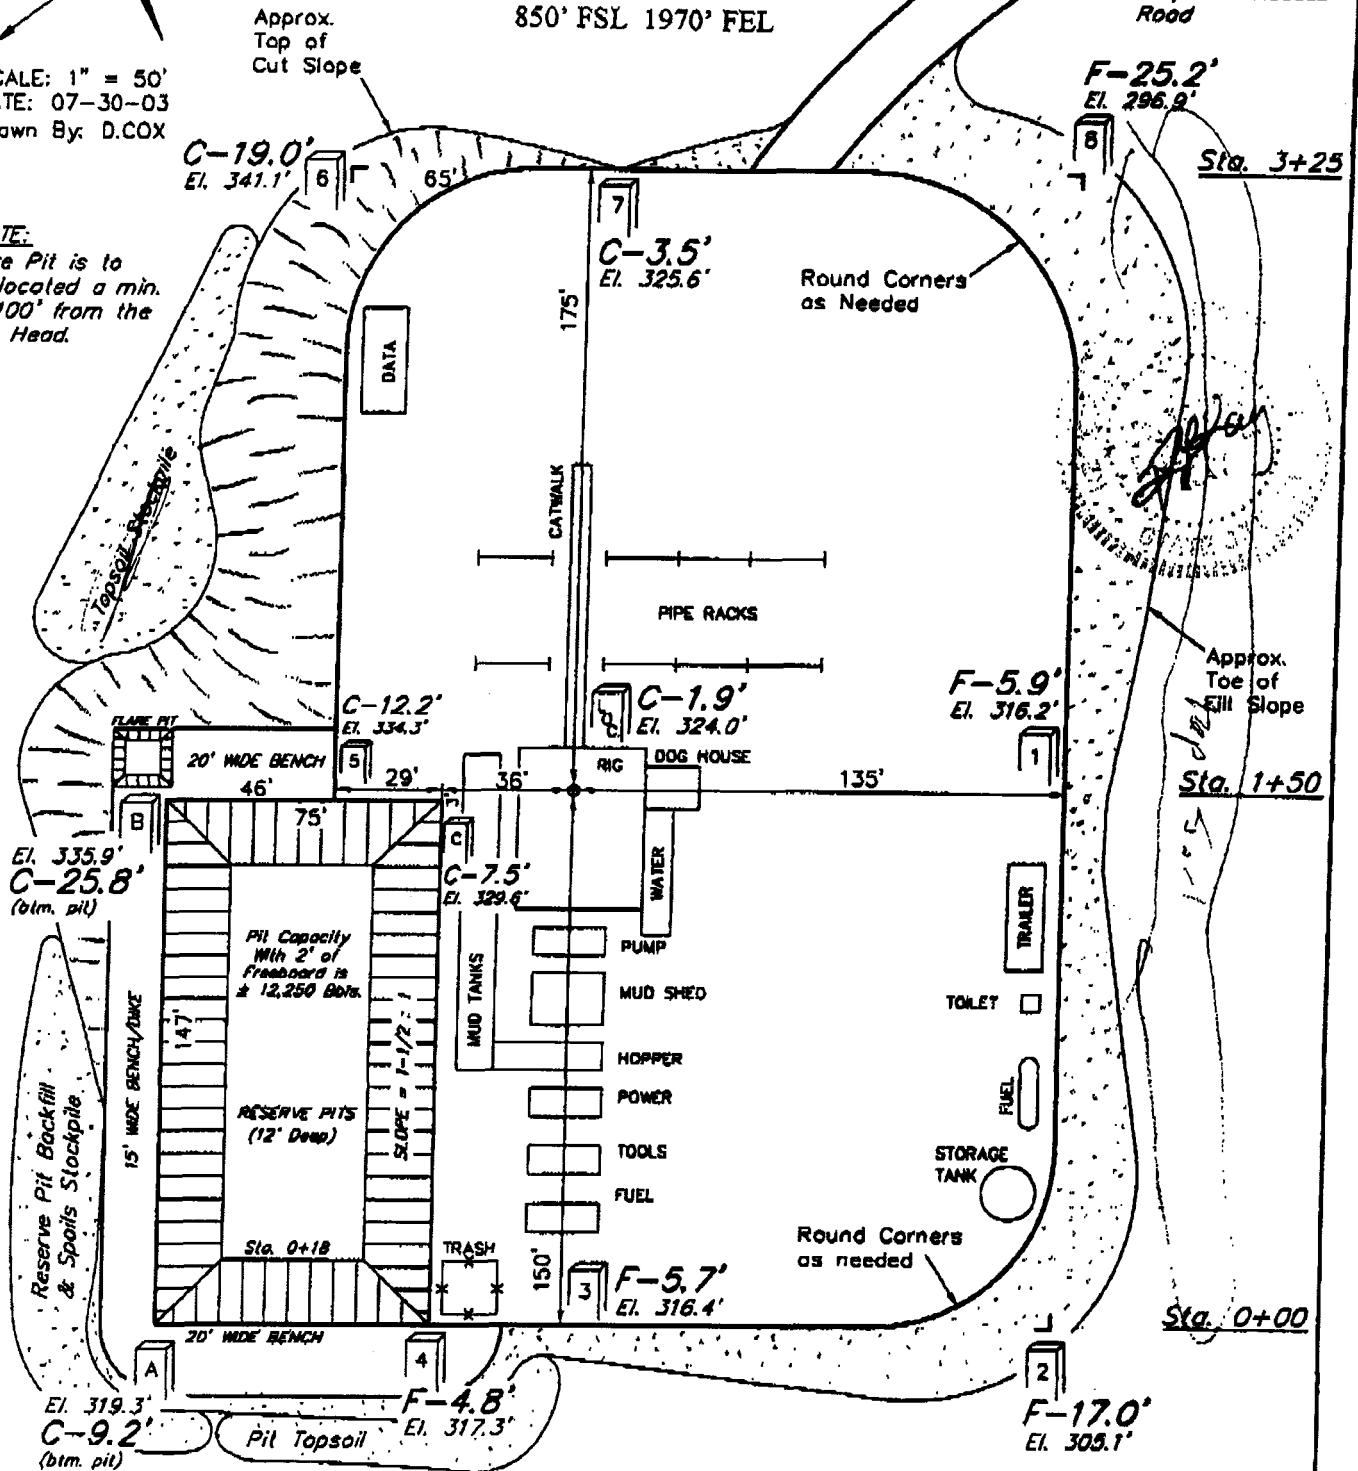 850' FSL 1970' FEL
Road
Approx.
Top of
Cut Slope
CALE: 1" = 50'
TE: 07-30-03
awn By: D.COX
F-25.2'
El. 296.9'
8
Sta. 3+25
C-19.0'
El. 341.1'
6
65'
7
C-3.5'
El. 325.6'
175'
Round Corners
as Needed
TE:
re Pit is to
located a min.
100' from the
Head.
DATA
Topsoil Stockpile
CATWALK
PIPE RACKS
Approx.
Toe of
Fill Slope
C-12.2'
El. 334.3'
5
C-1.9'
El. 324.0'
F-5.9'
El. 316.2'
1
FLARE PIT
20' WIDE BENCH
RIG
DOG HOUSE
46'
29'
3'
36'
135'
Sta. 1+50
75'
B
El. 335.9'
C-25.8'
(btm. pit)
C
C-7.5'
El. 329.6'
WATER
TRAILER
Pit Capacity
With 2' of
Freeboard is
± 12,250 Bbls.
PUMP
MUD TANKS
MUD SHED
TOILET
147'
15' WIDE BENCH/DIKE
SLOPE = 1-1/2 : 1
HOPPER
POWER
FUEL
RESERVE PITS
(12' Deep)
Reserve Pit Backfill
& Spoils Stockpile
TOOLS
STORAGE
TANK
FUEL
Sta. 0+18
TRASH
150'
Round Corners
as needed
3
F-5.7'
El. 316.4'
Sta. 0+00
20' WIDE BENCH
A
4
2
El. 319.3'
C-9.2'
(btm. pit)
F-4.8'
El. 317.3'
Pit Topsoil
F-17.0'
El. 305.1'